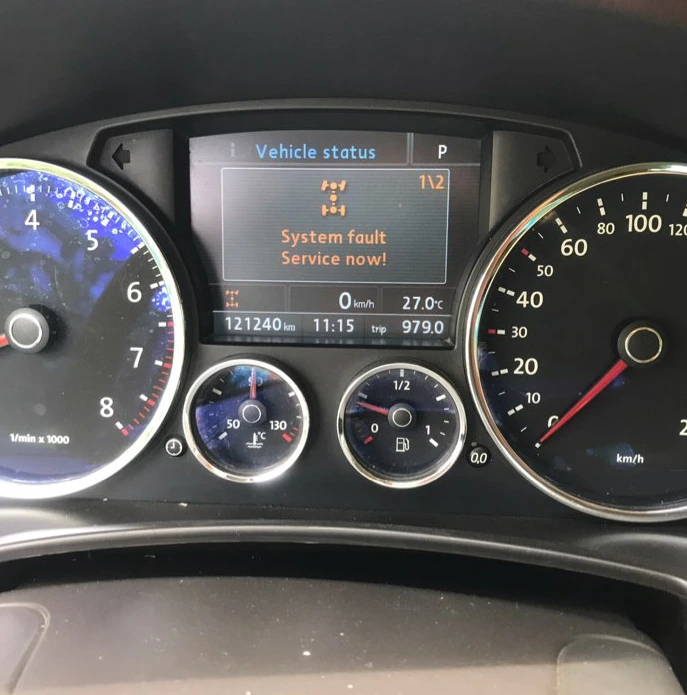 Vehicle status P
1\2
System fault
Service now!
0 km/h 27.0°C
121240 km 11:15 trip 979.0
4
5
6
7
8
1/min x 1000
50 130
°C
1/2
0 1
0.0
0
10
20
30
40
50
60
80
100
120
km/h